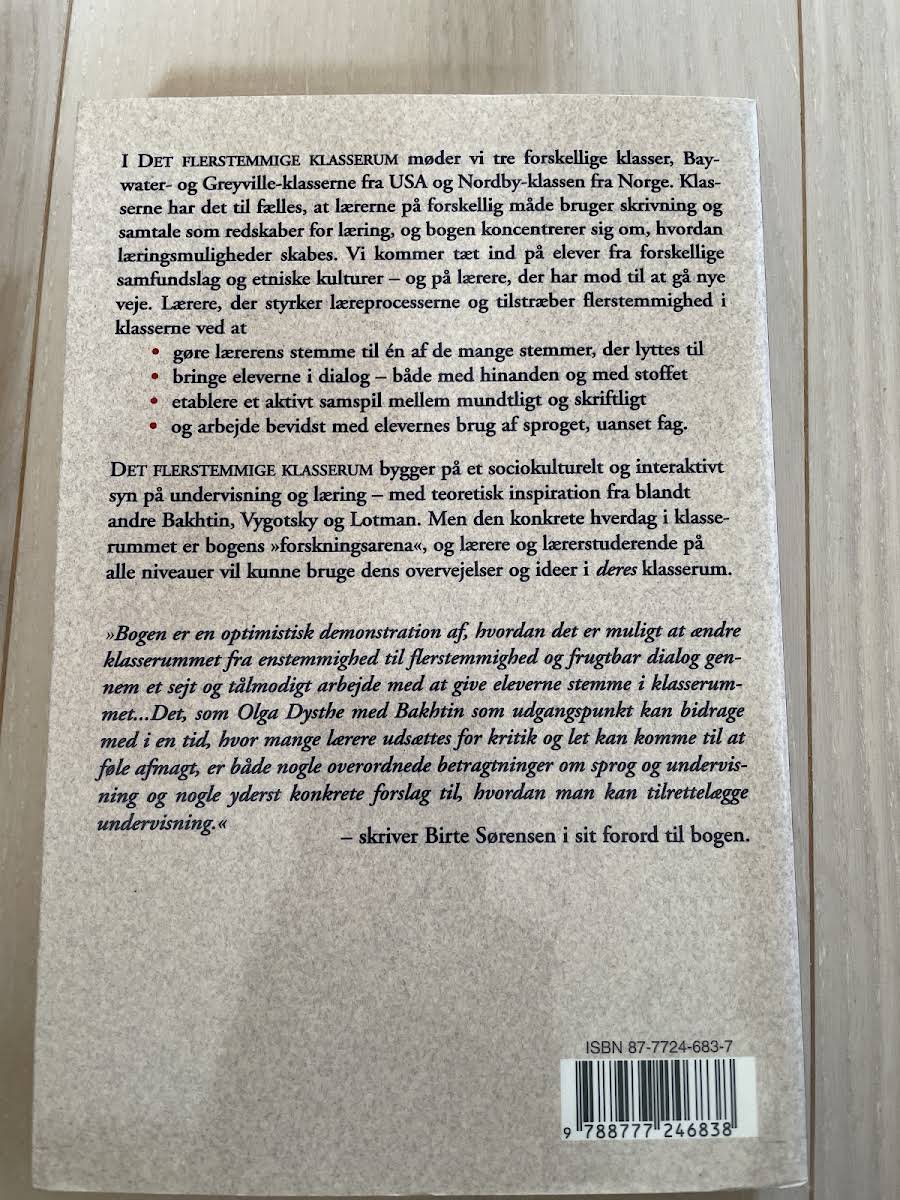 I DET FLERSTEMMIGE KLASSERUM møder vi tre forskellige klasser, Bay-
water- og Greyville-klasserne fra USA og Nordby-klassen fra Norge. Klas-
serne har det til fælles, at lærerne på forskellig måde bruger skrivning og
samtale som redskaber for læring, og bogen koncentrerer sig om, hvordan
læringsmuligheder skabes. Vi kommer tæt ind på elever fra forskellige
samfundslag og etniske kulturer – og på lærere, der har mod til at gå nye
veje. Lærere, der styrker læreprocesserne og tilstræber flerstemmighed i
klasserne ved at
• gøre lærerens stemme til én af de mange stemmer, der lyttes til
• bringe eleverne i dialog – både med hinanden og med stoffet
• etablere et aktivt samspil mellem mundtligt og skriftligt
• og arbejde bevidst med elevernes brug af sproget, uanset fag.
DET FLERSTEMMIGE KLASSERUM bygger på et sociokulturelt og interaktivt
syn på undervisning og læring – med teoretisk inspiration fra blandt
andre Bakhtin, Vygotsky og Lotman. Men den konkrete hverdag i klasse-
rummet er bogens »forskningsarena«, og lærere og lærerstuderende på
alle niveauer vil kunne bruge dens overvejelser og ideer i deres klasserum.
»Bogen er en optimistisk demonstration af, hvordan det er muligt at ændre
klasserummet fra enstemmighed til flerstemmighed og frugtbar dialog gen-
nem et sejt og tålmodigt arbejde med at give eleverne stemme i klasserum-
met...Det, som Olga Dysthe med Bakhtin som udgangspunkt kan bidrage
med i en tid, hvor mange lærere udsættes for kritik og let kan komme til at
føle afmagt, er både nogle overordnede betragtninger om sprog og undervis-
ning og nogle yderst konkrete forslag til, hvordan man kan tilrettelægge
undervisning.«
– skriver Birte Sørensen i sit forord til bogen.
ISBN 87-7724-683-7
9 788777 246838